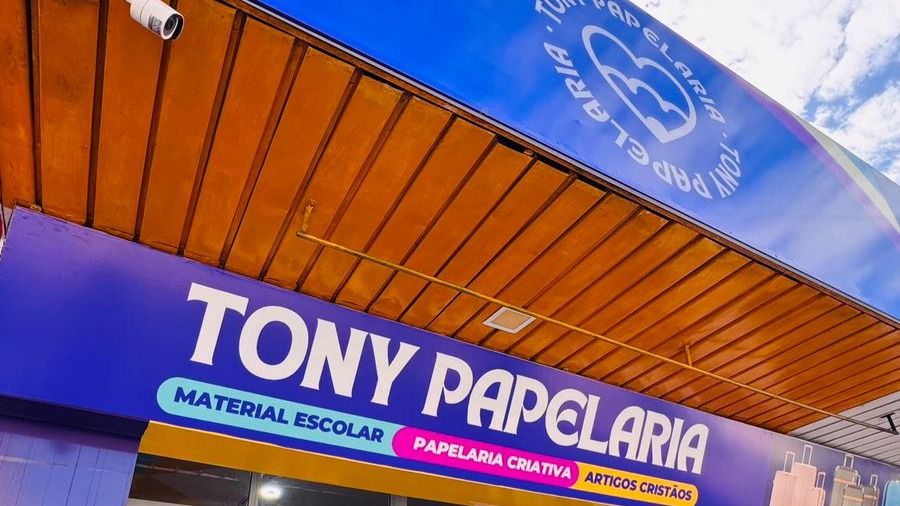 TONY PAPELARIA · TONY PAPELARIA ·
TONY PAPELARIA
MATERIAL ESCOLAR
PAPELARIA CRIATIVA
ARTIGOS CRISTÃOS